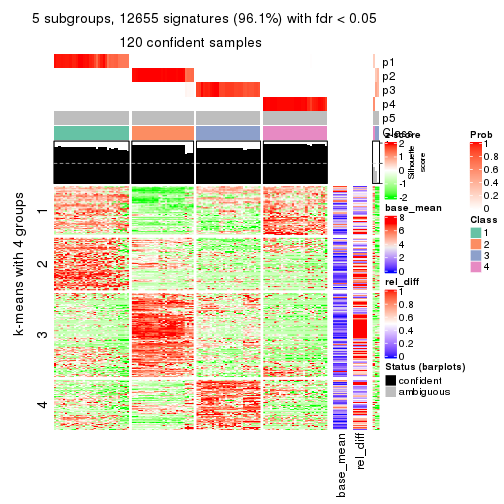 5 subgroups, 12655 signatures (96.1%) with fdr < 0.05
120 confident samples
p1
p2
p3
p4
p5
Class
z-score
2
1
0
-1
-2
Silhouette score
Prob
1
0.8
0.6
0.4
0.2
0
base_mean
8
6
4
2
0
Class
1
2
3
4
rel_diff
1
0.8
0.6
0.4
0.2
0
Status (barplots)
confident
ambiguous
k-means with 4 groups
1
2
3
4
base_mean
rel_diff